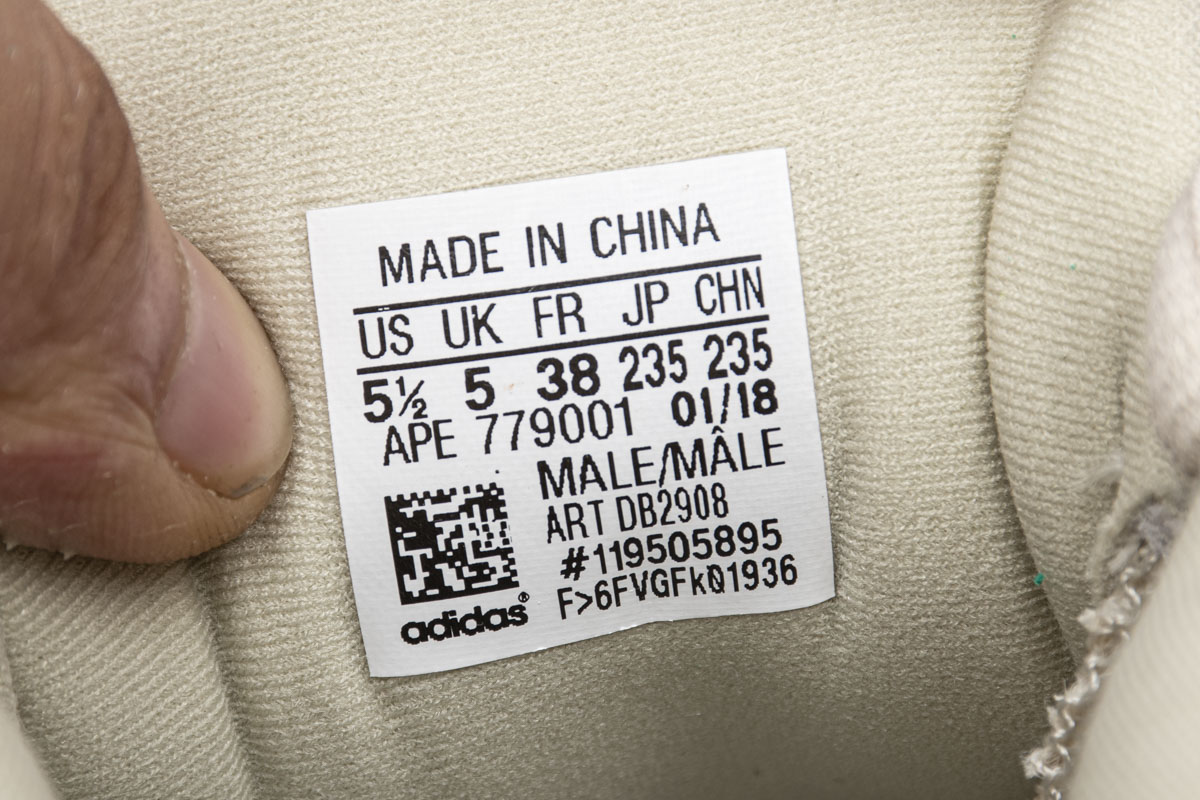 MADE IN CHINA
US UK FR JP CHN
5½ 5 38 235 235
APE 779001 01/18
MALE/MÂLE
ART DB2908
#119505895
F>6FVGFkQ1936
adidas®